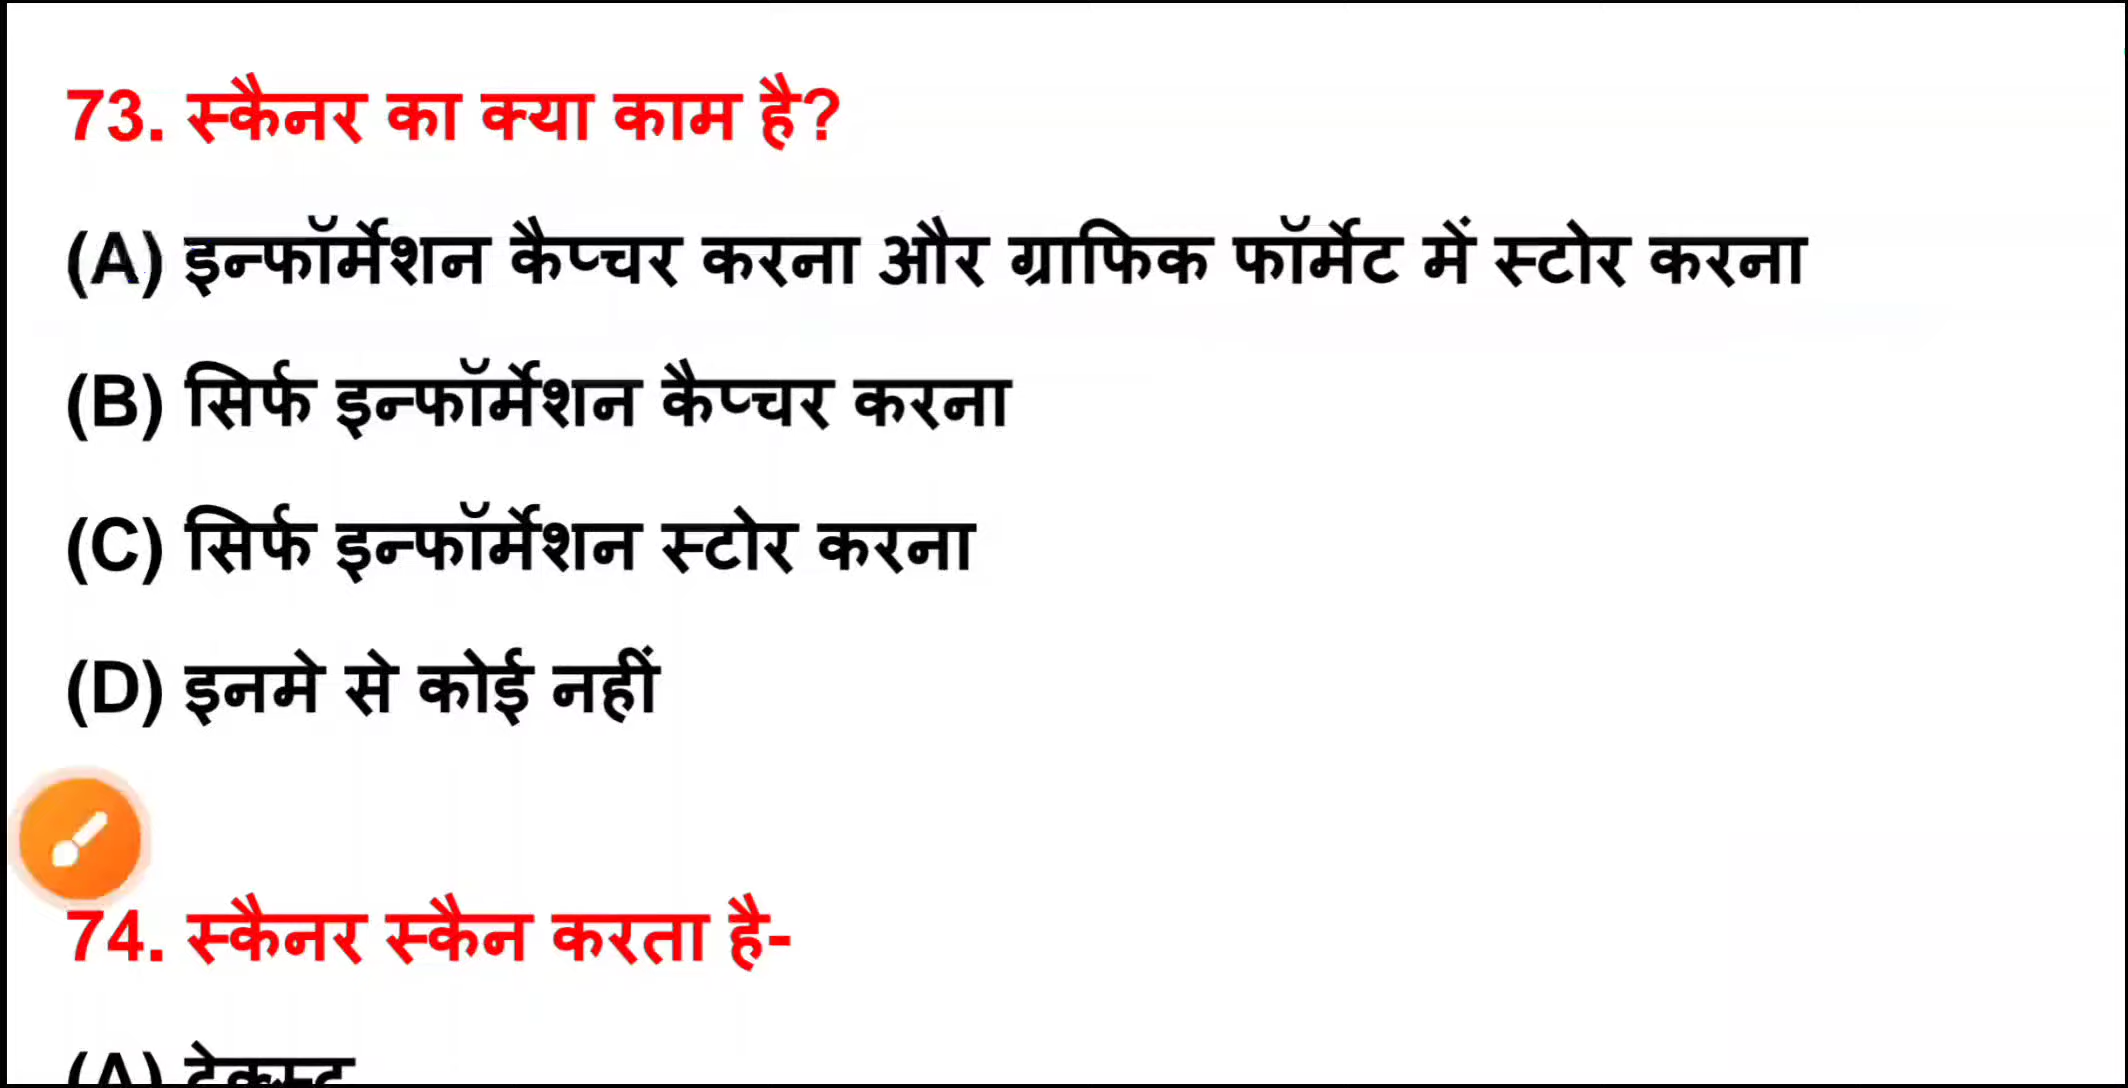 73. स्कैनर का क्या काम है?
(A) इन्फॉर्मेशन कैप्चर करना और ग्राफिक फॉर्मेट में स्टोर करना
(B) सिर्फ इन्फॉर्मेशन कैप्चर करना
(C) सिर्फ इन्फॉर्मेशन स्टोर करना
(D) इनमे से कोई नहीं
74. स्कैनर स्कैन करता है-
(A) टेक्स्ट